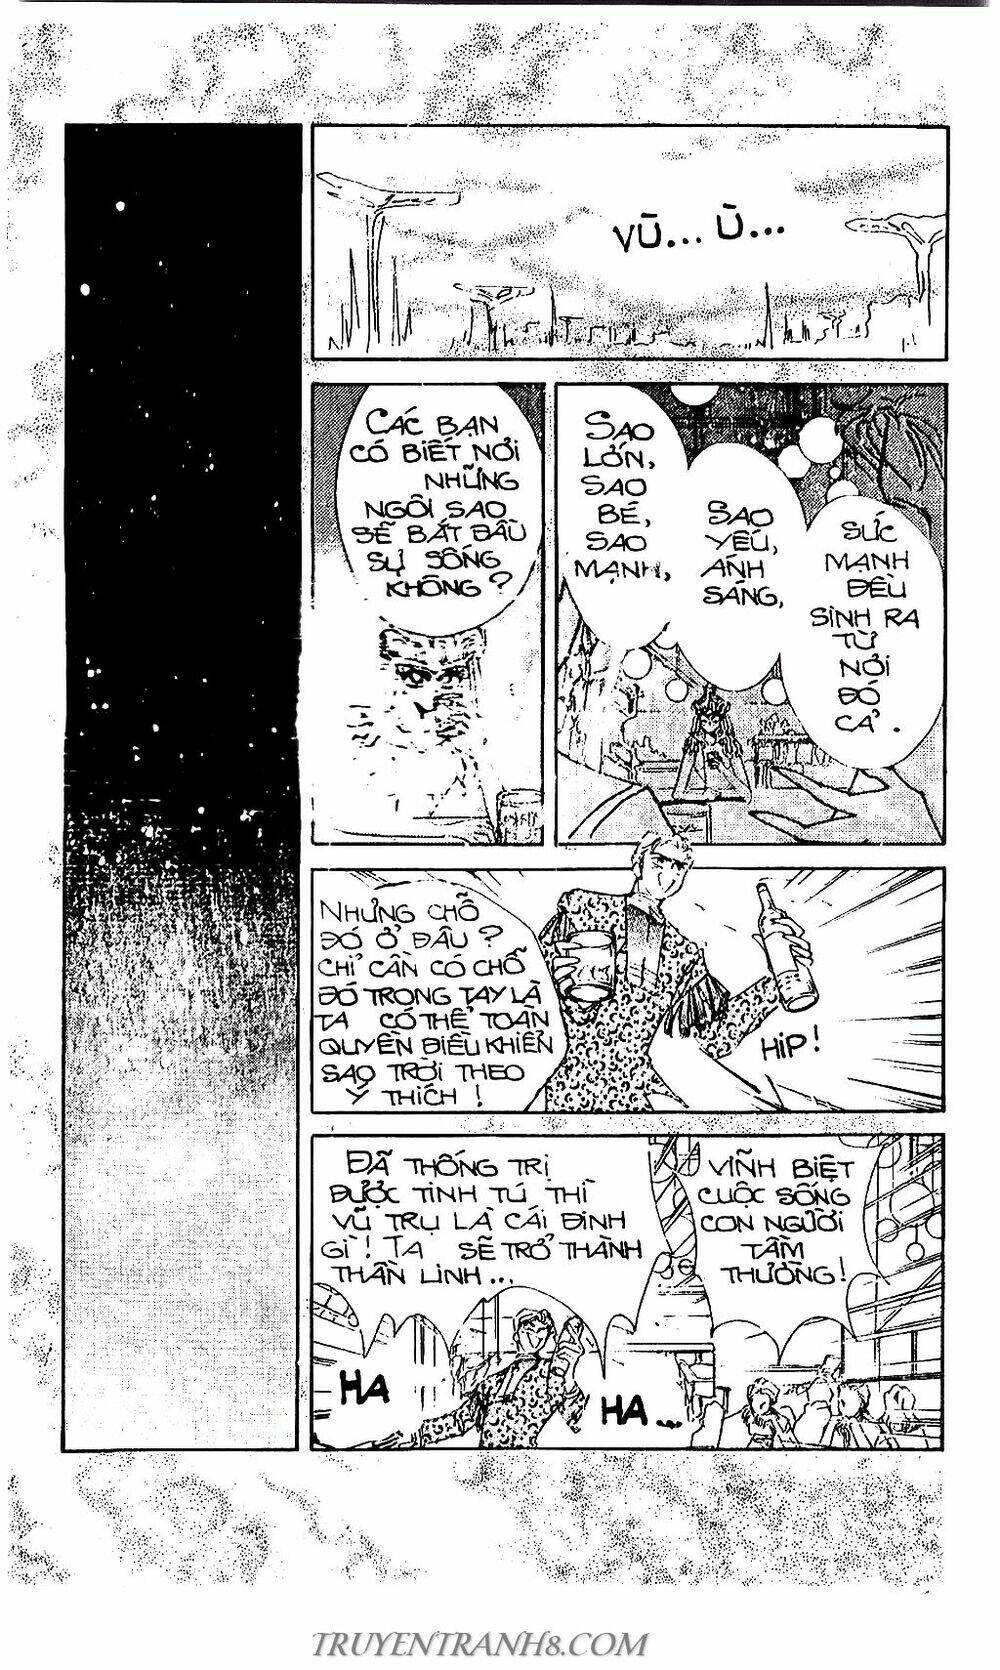 VŨ... Ù...
CÁC BẠN
CÓ BIẾT NƠI
NHỮNG
NGÔI SAO
SẼ BẮT ĐẦU
SỰ SỐNG
KHÔNG?
SAO
LỚN,
SAO
BÉ,
SAO
MẠNH,
SAO
YẾU,
ÁNH
SÁNG,
SỨC
MẠNH
ĐỀU
SINH RA
TỪ
NƠI
ĐÓ
CẢ.
NHƯNG CHỖ
ĐÓ Ở ĐÂU?
CHỈ CẦN CÓ CHỖ
ĐÓ TRONG TAY LÀ
TA CÓ THỂ TOÀN
QUYỀN ĐIỀU KHIỂN
SAO TRỜI THEO
Ý THÍCH!
HIP!
ĐÃ THỐNG TRỊ
ĐƯỢC TINH TÚ THÌ
VŨ TRỤ LÀ CÁI ĐINH
GÌ! TA SẼ TRỞ THÀNH
THẦN LINH...
VĨNH BIỆT
CUỘC SỐNG
CON NGƯỜI
TẦM
THƯỜNG!
HA
HA...
TRUYENTRANH8.COM